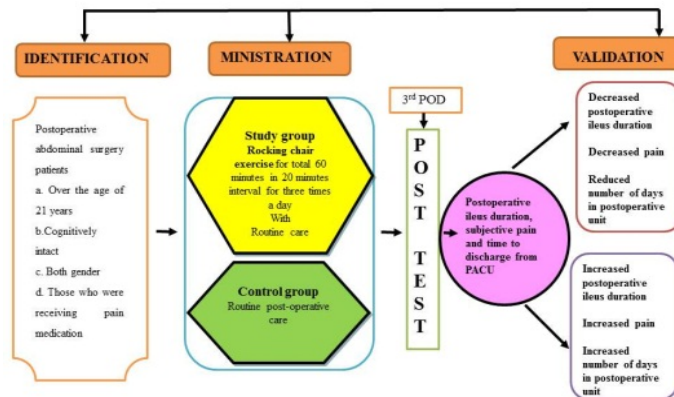 IDENTIFICATION
MINISTRATION
VALIDATION
Postoperative
abdominal surgery
patients
a. Over the age of
21 years
b.Cognitively
intact
c. Both gender
d. Those who were
receiving pain
medication
Study group
Rocking chair
exercise for total 60
minutes in 20 minutes
interval for three times
a day
With
Routine care
Control group
Routine post-operative
care
3rd POD
POST TEST
Postoperative
ileus duration,
subjective pain
and time to
discharge from
PACU
Decreased
postoperative
ileus duration
Decreased pain
Reduced
number of days
in postoperative
unit
Increased
postoperative
ileus duration
Increased pain
Increased
number of days
in postoperative
unit